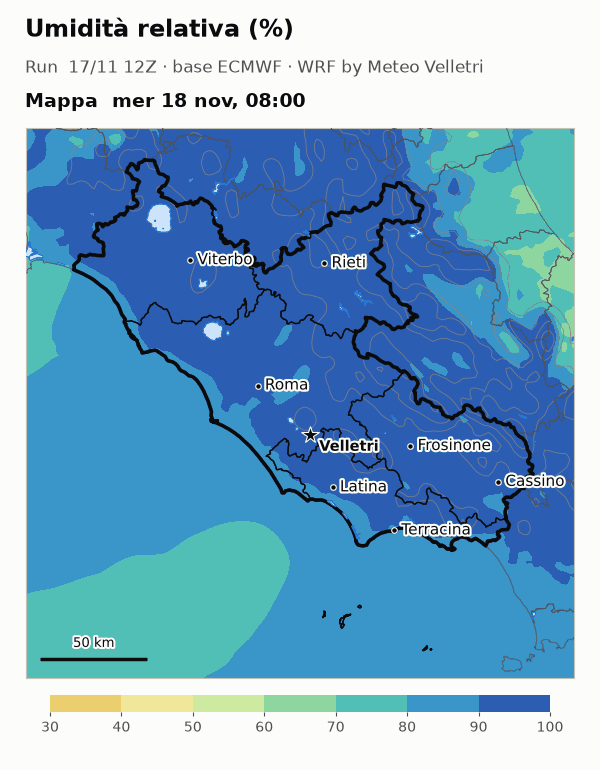 Umidità relativa (%)
Run  17/11 12Z · base ECMWF · WRF by Meteo Velletri
Mappa  mer 18 nov, 08:00
Viterbo
Rieti
Roma
Velletri
Frosinone
Cassino
Latina
Terracina
50 km
30 40 50 60 70 80 90 100